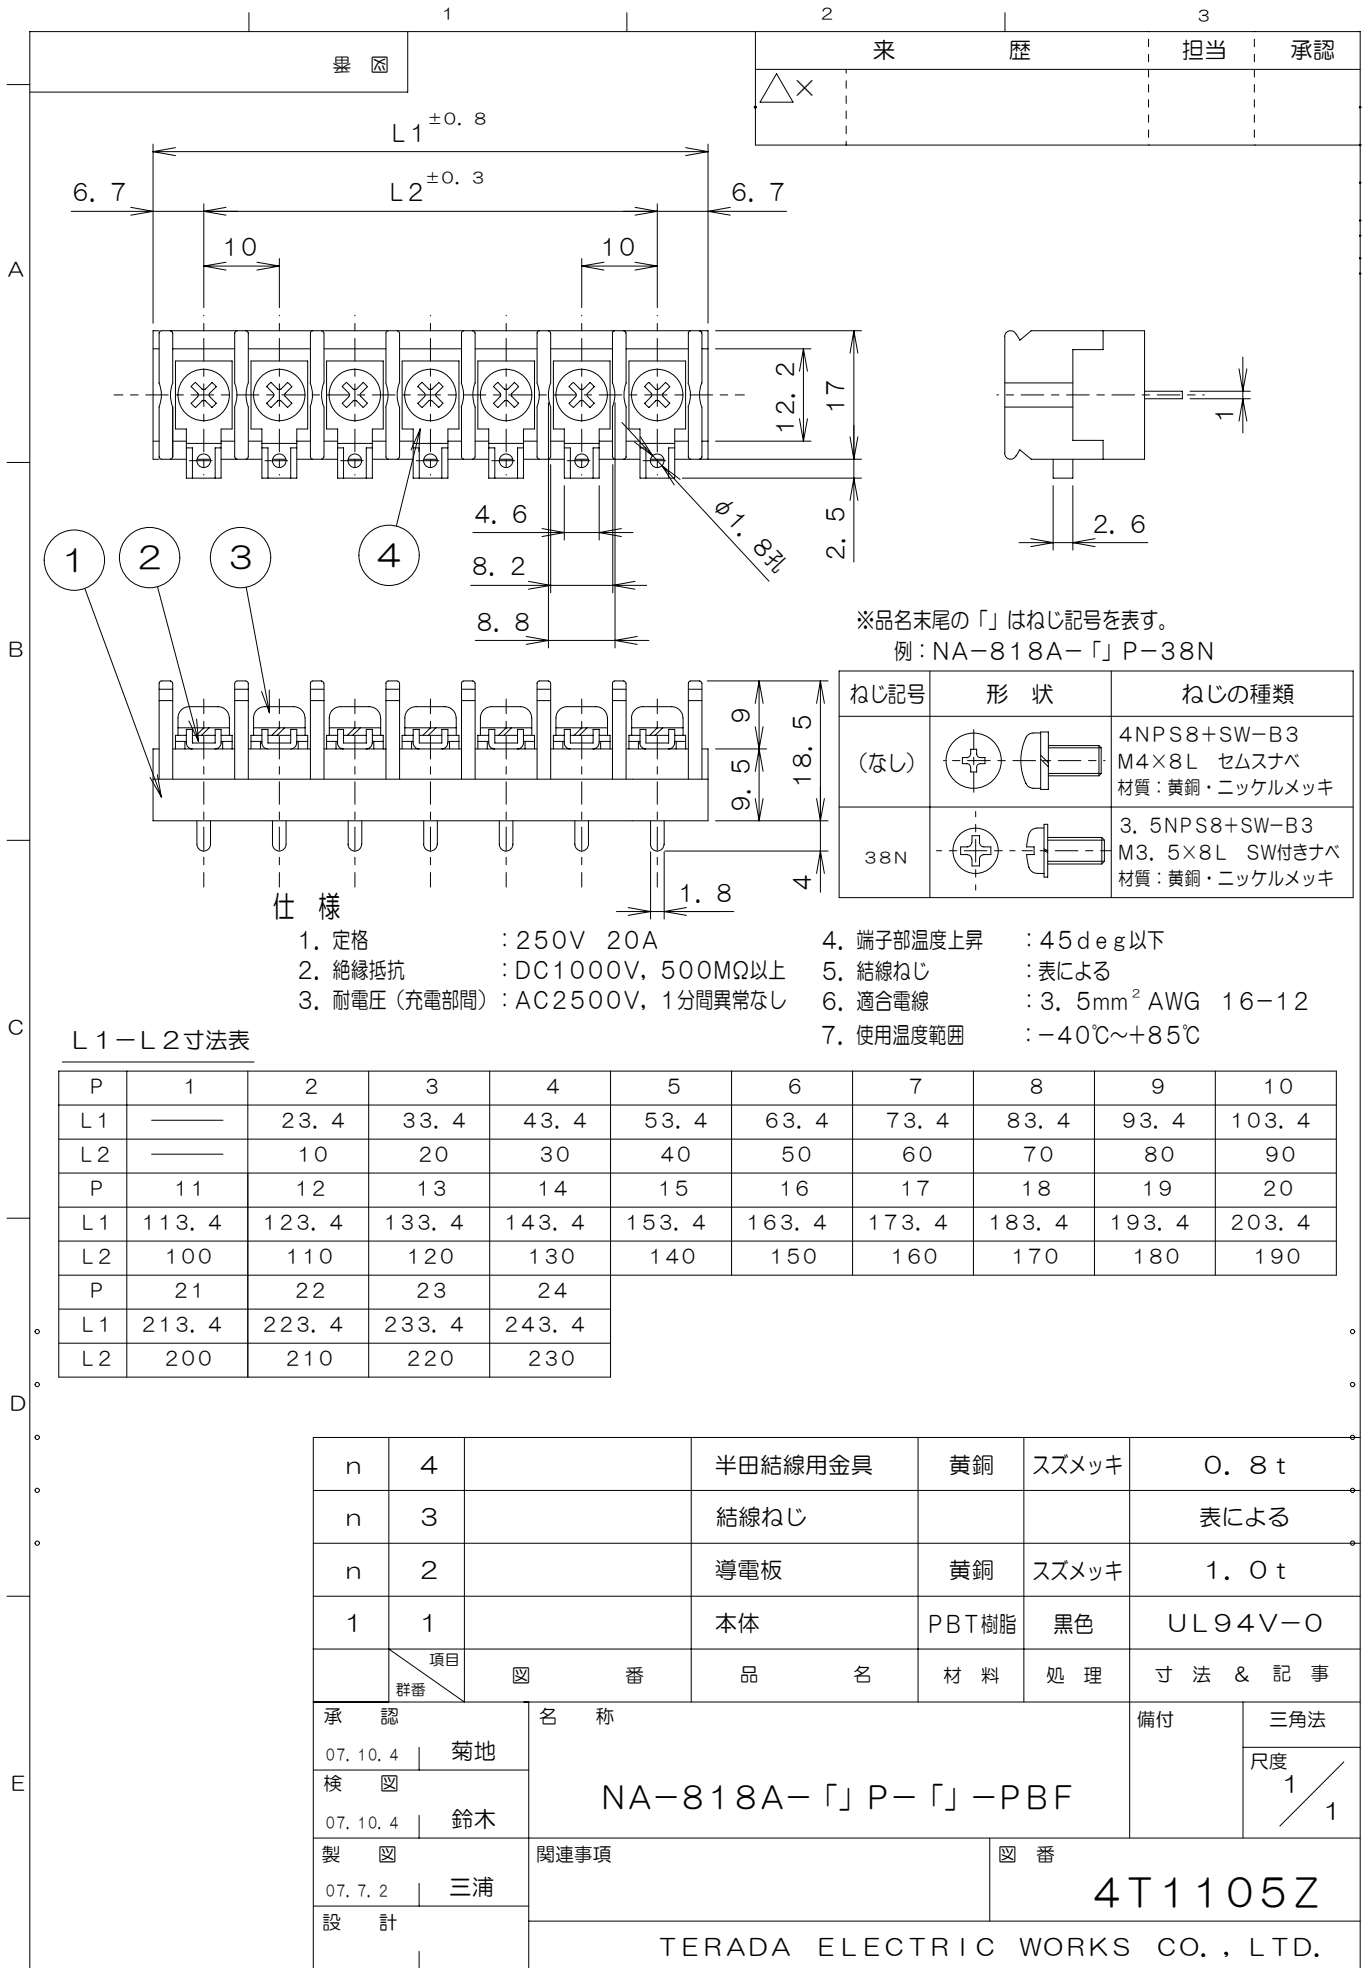 1 2 3
図番
来 歴 担当 承認
△×
L1±0.8
6.7 L2±0.3 6.7
10 10
A
12.2
17
1
4.6
8.2
8.8
φ1.8孔
2.5
2.6
1 2 3 4
B
※品名末尾の「」はねじ記号を表す。
例：NA-818A-「」P-38N
ねじ記号 形 状 ねじの種類
(なし)
4NPS8+SW-B3
M4×8L セムスナベ
材質：黄銅・ニッケルメッキ
38N
3.5NPS8+SW-B3
M3.5×8L SW付きナベ
材質：黄銅・ニッケルメッキ
9
9.5
18.5
4
1.8
仕 様
1. 定格 ：250V 20A
2. 絶縁抵抗 ：DC1000V, 500MΩ以上
3. 耐電圧（充電部間）：AC2500V, 1分間異常なし
4. 端子部温度上昇 ：45deg以下
5. 結線ねじ ：表による
6. 適合電線 ：3.5mm² AWG 16-12
7. 使用温度範囲 ：-40℃～+85℃
C
L1-L2寸法表
P 1 2 3 4 5 6 7 8 9 10
L1 —— 23.4 33.4 43.4 53.4 63.4 73.4 83.4 93.4 103.4
L2 —— 10 20 30 40 50 60 70 80 90
P 11 12 13 14 15 16 17 18 19 20
L1 113.4 123.4 133.4 143.4 153.4 163.4 173.4 183.4 193.4 203.4
L2 100 110 120 130 140 150 160 170 180 190
P 21 22 23 24
L1 213.4 223.4 233.4 243.4
L2 200 210 220 230
D
n 4 半田結線用金具 黄銅 スズメッキ 0.8t
n 3 結線ねじ 表による
n 2 導電板 黄銅 スズメッキ 1.0t
1 1 本体 PBT樹脂 黒色 UL94V-0
項目 群番 図 番 品 名 材 料 処 理 寸 法 & 記 事
E
承 認
07.10.4 菊地
検 図
07.10.4 鈴木
製 図
07.7.2 三浦
設 計
名 称
NA-818A-「」P-「」-PBF
備付
三角法
尺度
1/1
関連事項
図 番
4T1105Z
TERADA ELECTRIC WORKS CO., LTD.